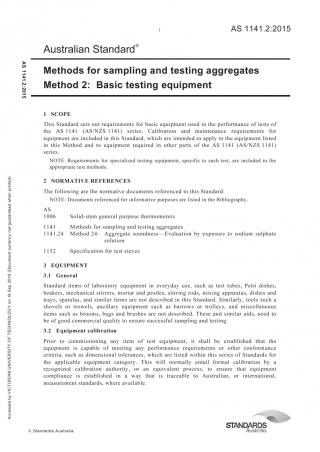 1
AS 1141.2:2015
Australian Standard®
Methods for sampling and testing aggregates
Method 2: Basic testing equipment
1 SCOPE
This Standard sets out requirements for basic equipment used in the performance of tests
of the AS 1141 (AS/NZS 1141) series. Calibration and maintenance requirements for
equipment are included in this Standard, which are intended to apply to the equipment listed
in this Method and to equipment required in other parts of the AS 1141 (AS/NZS 1141)
series.
NOTE: Requirements for specialised testing equipment, specific to each test, are included in the
appropriate test methods.
2 NORMATIVE REFERENCES
The following are the normative documents referenced in this Standard:
NOTE: Documents referenced for informative purposes are listed in the Bibliography.
AS
1006 Solid-stem general purpose thermometers
1141 Methods for sampling and testing aggregates
1141.24 Method 24: Aggregate soundness—Evaluation by exposure to sodium sulphate
solution
1152 Specification for test sieves
3 EQUIPMENT
3.1 General
Standard items of laboratory equipment in everyday use, such as test tubes, Petri dishes,
beakers, mechanical stirrers, mortar and pestles, stirring rods, mixing apparatus, dishes and
trays, spatulas, and similar items are not described in this Standard. Similarly, tools such a
shovels or trowels, ancillary equipment such as barrows or trolleys, and miscellaneous
items such as brooms, bags and brushes are not described. These and similar aids, need to
be of good commercial quality to ensure successful sampling and testing.
3.2 Equipment calibration
Prior to commissioning any item of test equipment, it shall be established that the
equipment is capable of meeting any performance requirements or other conformance
criteria, such as dimensional tolerances, which are listed within this series of Standards for
the applicable equipment category. This will normally entail formal calibration by a
recognized calibration authority, or an equivalent process, to ensure that equipment
compliance is established in a way that is traceable to Australian, or international,
measurement standards, where available.
AS 1141.2:2015
Accessed by VICTORIAN UNIVERSITY OF TECHNOLOGY on 16 Sep 2016 (Document currency not guaranteed when printed)
© Standards Australia
STANDARDS
Australia